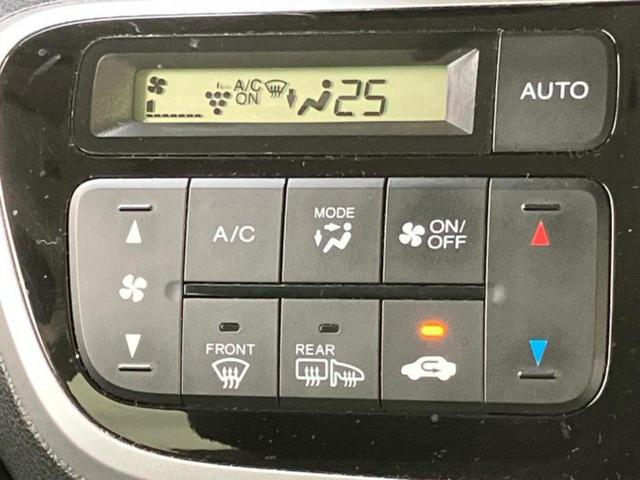 A/C
ON
25
AUTO
A/C
MODE
ON/
OFF
FRONT
REAR